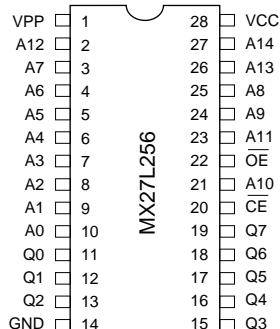 VPP 1 28 VCC
A12 2 27 A14
A7 3 26 A13
A6 4 25 A8
A5 5 24 A9
A4 6 23 A11
A3 7 22 OE
A2 8 21 A10
A1 9 20 CE
A0 10 19 Q7
Q0 11 18 Q6
Q1 12 17 Q5
Q2 13 16 Q4
GND 14 15 Q3
MX27L256